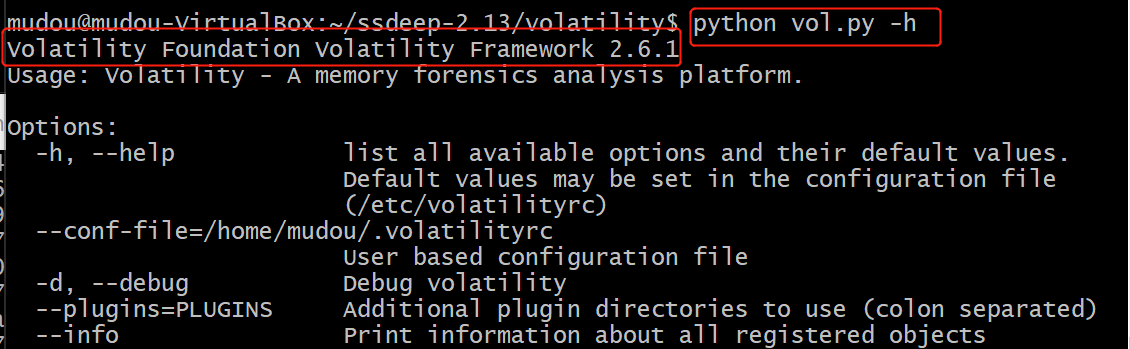 mudou@mudou-VirtualBox:~/ssdeep-2.13/volatility$ python vol.py -h
Volatility Foundation Volatility Framework 2.6.1
Usage: Volatility - A memory forensics analysis platform.
Options:
-h, --help list all available options and their default values.
Default values may be set in the configuration file
(/etc/volatilityrc)
--conf-file=/home/mudou/.volatilityrc
User based configuration file
-d, --debug Debug volatility
--plugins=PLUGINS Additional plugin directories to use (colon separated)
--info Print information about all registered objects